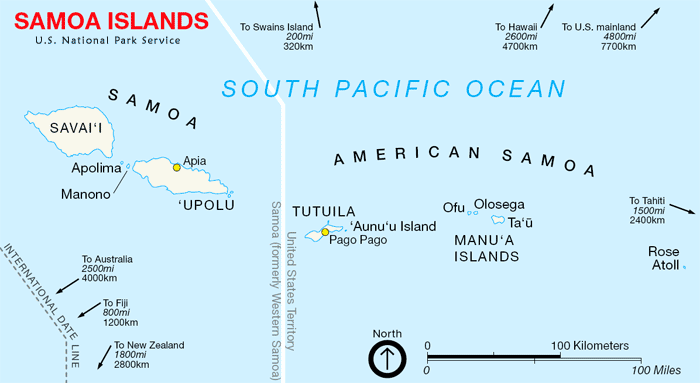 SAMOA ISLANDS
U.S. National Park Service
To Swains Island
200mi
320km
To Hawaii
2600mi
4700km
To U.S. mainland
4800mi
7700km
SOUTH PACIFIC OCEAN
SAMOA
SAVAI‘I
Apolima
Manono
Apia
‘UPOLU
AMERICAN SAMOA
TUTUILA
‘Aunu‘u Island
Pago Pago
Ofu
Olosega
Ta‘ū
MANU‘A
ISLANDS
To Tahiti
1500mi
2400km
Rose
Atoll
United States Territory
Samoa (formerly Western Samoa)
INTERNATIONAL DATE LINE
To Australia
2500mi
4000km
To Fiji
800mi
1200km
To New Zealand
1800mi
2800km
North
0
100 Kilometers
0
100 Miles